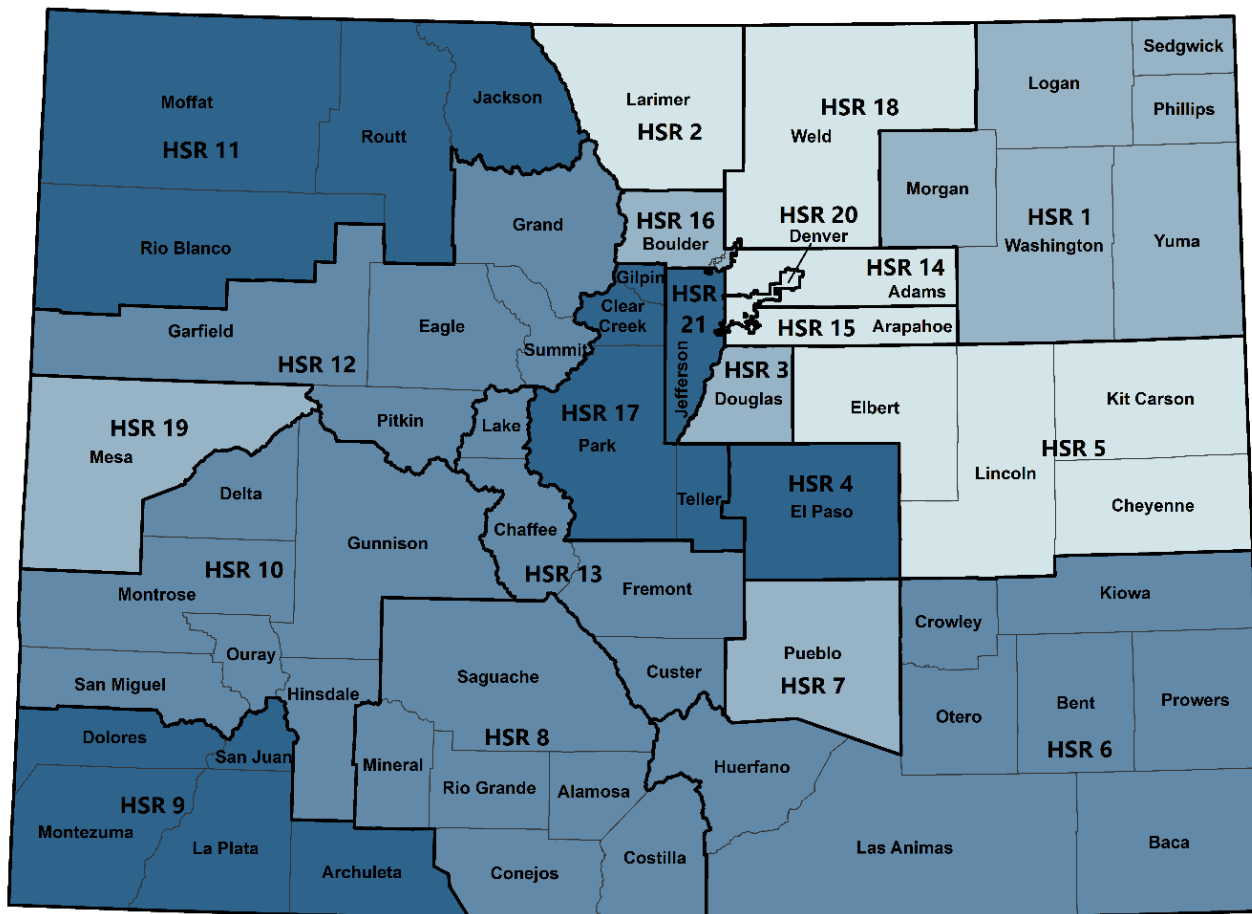 Sedgwick
Logan
Jackson
Moffat
Larimer
HSR 18
Phillips
HSR 2
Routt
Weld
HSR 11
Morgan
HSR 1
HSR 16
HSR 20
Grand
Rio Blanco
Boulder
Denver
Washington
Yuma
Gilpin
HSR 14
HSR
21
Adams
Clear
Creek
Garfield
Eagle
HSR 15
Arapahoe
Summit
HSR 12
HSR 3
Jefferson
Douglas
Kit Carson
Elbert
HSR 17
Pitkin
Lake
HSR 19
Park
HSR 5
Mesa
Lincoln
HSR 4
Delta
Teller
Cheyenne
El Paso
Chaffee
Gunnison
HSR 10
HSR 13
Montrose
Fremont
Kiowa
Crowley
Ouray
Pueblo
Saguache
Custer
HSR 7
San Miguel
Hinsdale
Bent
Prowers
Otero
Dolores
HSR 8
HSR 6
San Juan
Mineral
Huerfano
Rio Grande
Alamosa
HSR 9
Montezuma
La Plata
Las Animas
Baca
Costilla
Archuleta
Conejos